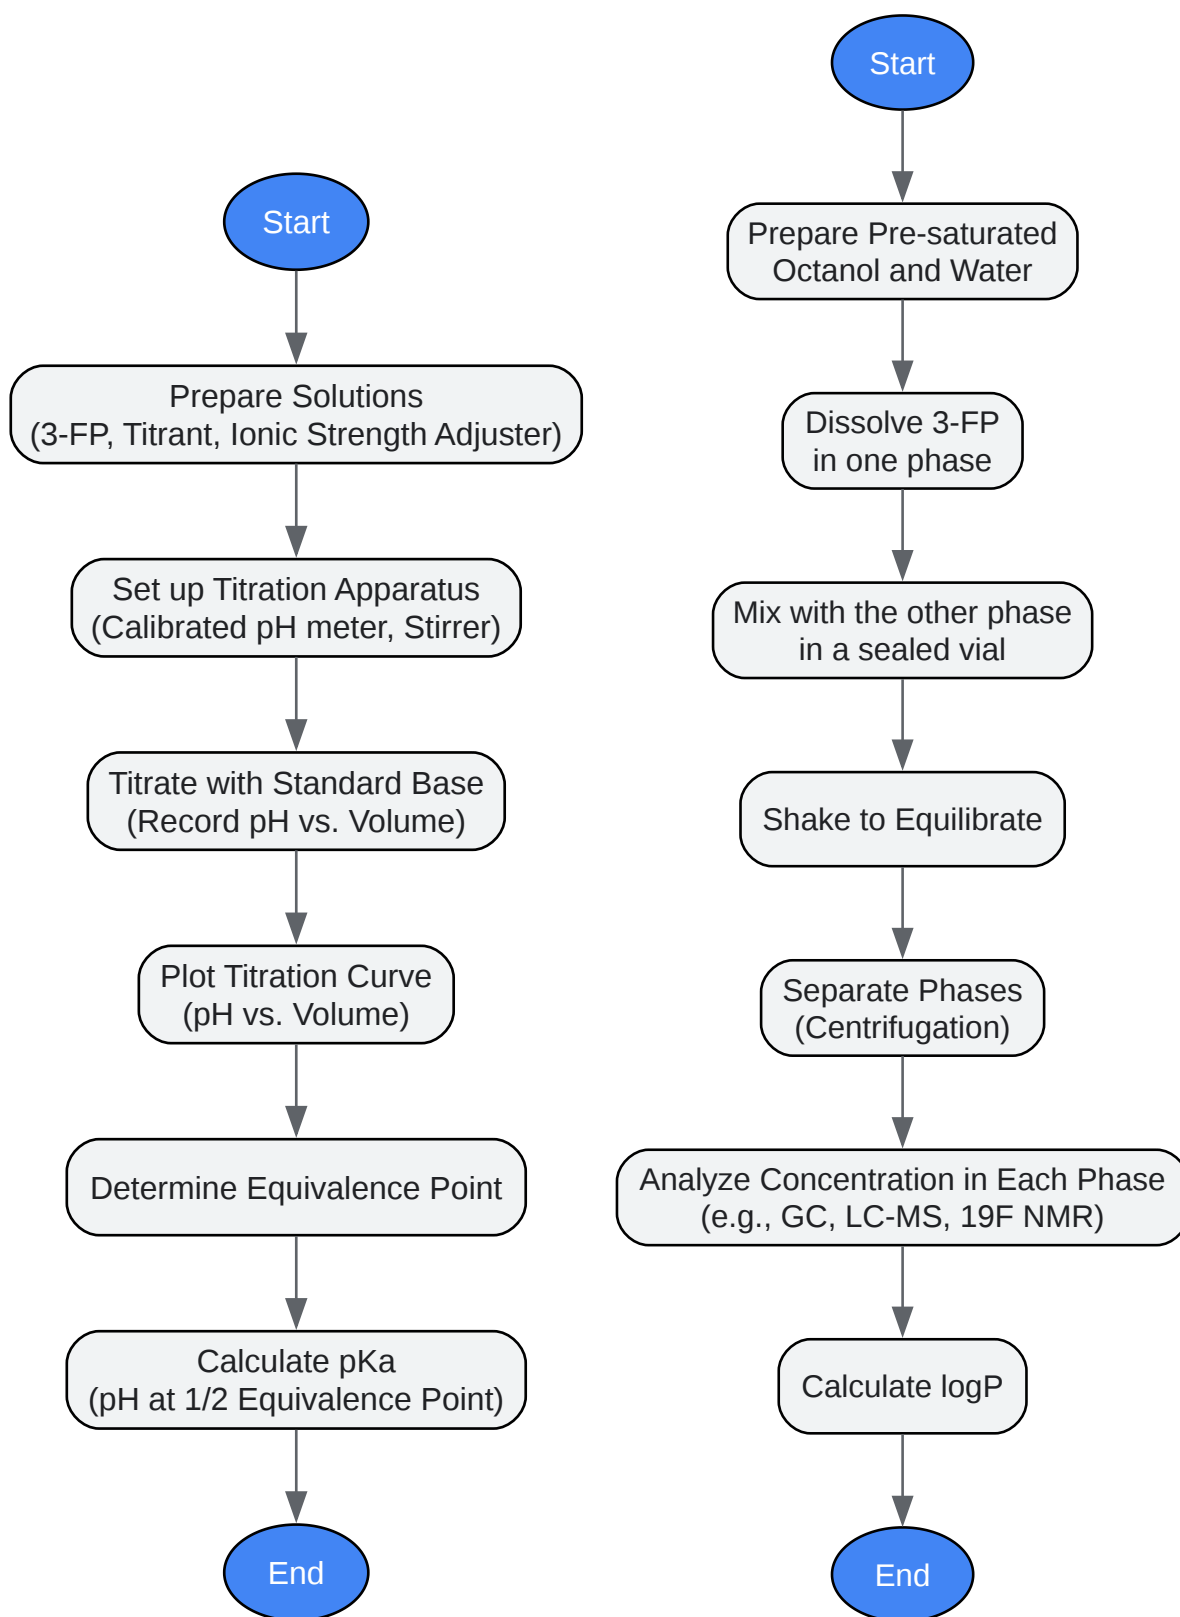 Start
Prepare Solutions
(3-FP, Titrant, Ionic Strength Adjuster)
Set up Titration Apparatus
(Calibrated pH meter, Stirrer)
Titrate with Standard Base
(Record pH vs. Volume)
Plot Titration Curve
(pH vs. Volume)
Determine Equivalence Point
Calculate pKa
(pH at 1/2 Equivalence Point)
End
Start
Prepare Pre-saturated
Octanol and Water
Dissolve 3-FP
in one phase
Mix with the other phase
in a sealed vial
Shake to Equilibrate
Separate Phases
(Centrifugation)
Analyze Concentration in Each Phase
(e.g., GC, LC-MS, 19F NMR)
Calculate logP
End